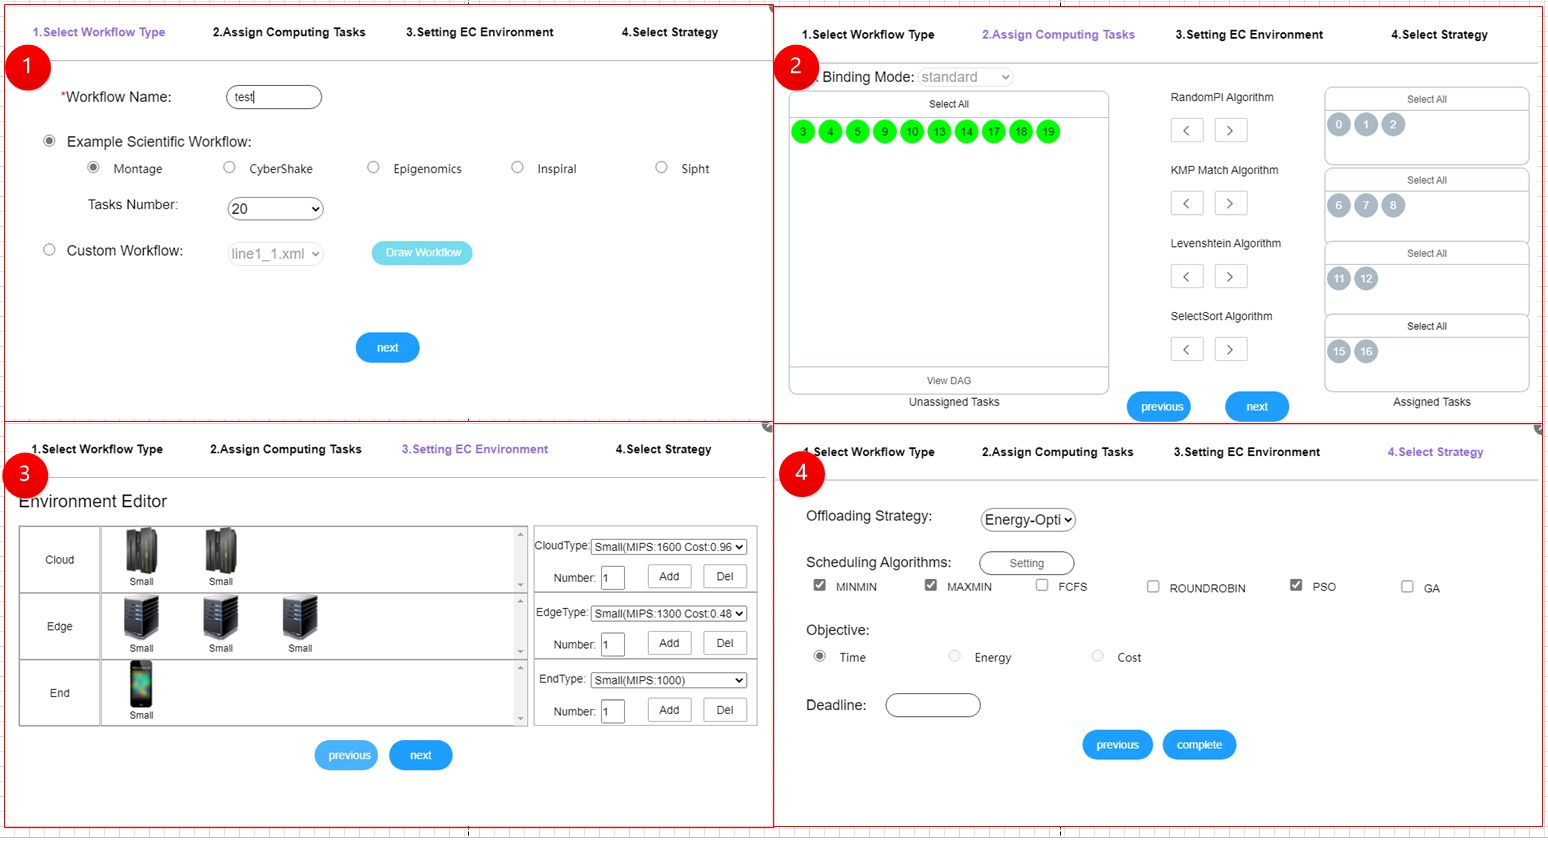 1.Select Workflow Type 2.Assign Computing Tasks 3.Setting EC Environment 4.Select Strategy
1
*Workflow Name: test
Example Scientific Workflow:
Montage CyberShake Epigenomics Inspiral Sipht
Tasks Number: 20
Custom Workflow: line1_1.xml Draw Workflow
next
1.Select Workflow Type 2.Assign Computing Tasks 3.Setting EC Environment 4.Select Strategy
2
Binding Mode: standard
Select All
3 4 5 9 10 13 14 17 18 19
View DAG
Unassigned Tasks
RandomPI Algorithm
< >
KMP Match Algorithm
< >
Levenshtein Algorithm
< >
SelectSort Algorithm
< >
Select All
0 1 2
Select All
6 7 8
Select All
11 12
Select All
15 16
previous next
Assigned Tasks
1.Select Workflow Type 2.Assign Computing Tasks 3.Setting EC Environment 4.Select Strategy
3
Environment Editor
Cloud
Small Small
CloudType: Small(MIPS:1600 Cost:0.96
Number: 1 Add Del
Edge
Small Small Small
EdgeType: Small(MIPS:1300 Cost:0.48
Number: 1 Add Del
End
Small
EndType: Small(MIPS:1000)
Number: 1 Add Del
previous next
1.Select Workflow Type 2.Assign Computing Tasks 3.Setting EC Environment 4.Select Strategy
4
Offloading Strategy: Energy-Opti
Scheduling Algorithms: Setting
MINMIN MAXMIN FCFS ROUNDROBIN PSO GA
Objective:
Time Energy Cost
Deadline:
previous complete